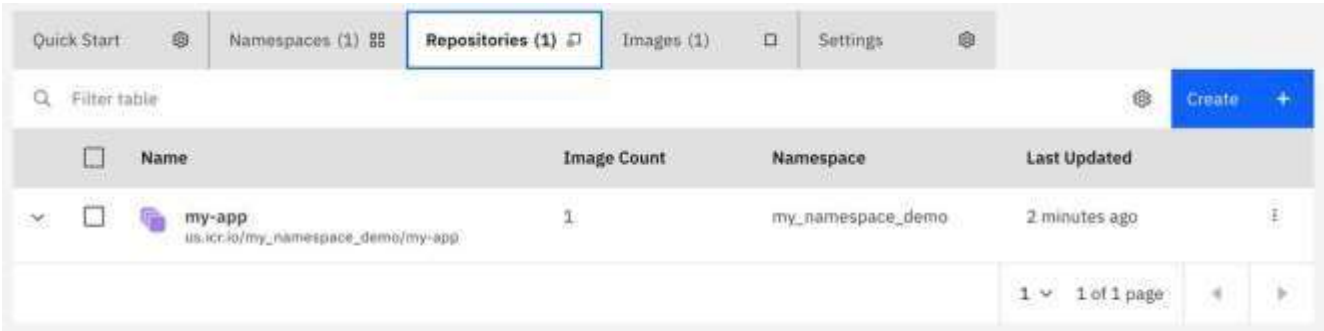 Quick Start Namespaces (1) Repositories (1) Images (1) Settings
Filter table Create +
Name Image Count Namespace Last Updated
my-app 1 my_namespace_demo 2 minutes ago
us.icr.io/my_namespace_demo/my-app
1 1 of 1 page